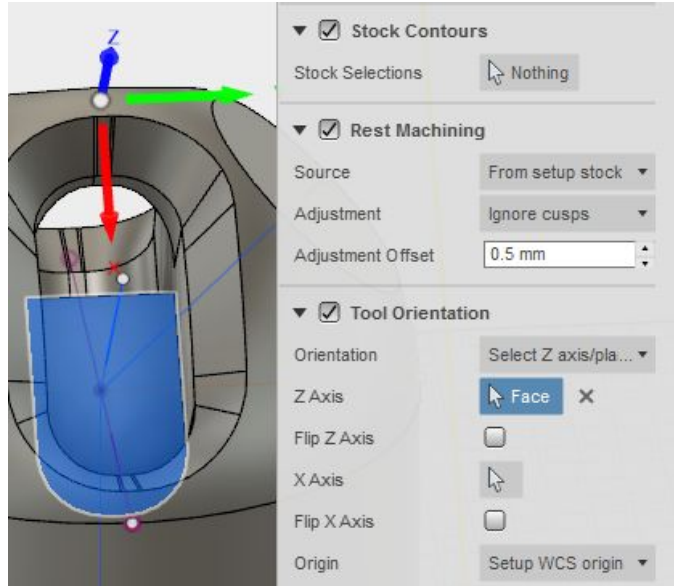 Z
Stock Contours
Stock Selections Nothing
Rest Machining
Source From setup stock
Adjustment Ignore cusps
Adjustment Offset 0.5 mm
Tool Orientation
Orientation Select Z axis/pla...
Z Axis Face
Flip Z Axis
X Axis
Flip X Axis
Origin Setup WCS origin